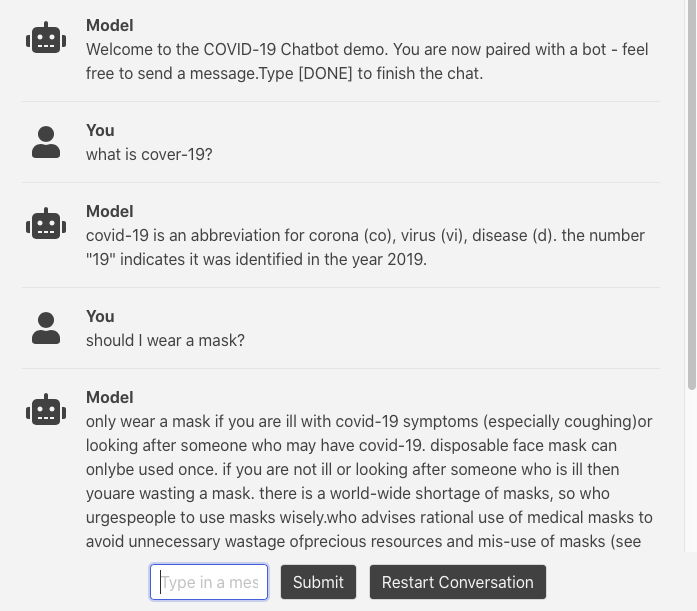 Model
Welcome to the COVID-19 Chatbot demo. You are now paired with a bot - feel
free to send a message.Type [DONE] to finish the chat.
You
what is cover-19?
Model
covid-19 is an abbreviation for corona (co), virus (vi), disease (d). the number
"19" indicates it was identified in the year 2019.
You
should I wear a mask?
Model
only wear a mask if you are ill with covid-19 symptoms (especially coughing)or
looking after someone who may have covid-19. disposable face mask can
onlybe used once. if you are not ill or looking after someone who is ill then
youare wasting a mask. there is a world-wide shortage of masks, so who
urgespeople to use masks wisely.who advises rational use of medical masks to
avoid unnecessary wastage ofprecious resources and mis-use of masks (see
Type in a mes
Submit
Restart Conversation